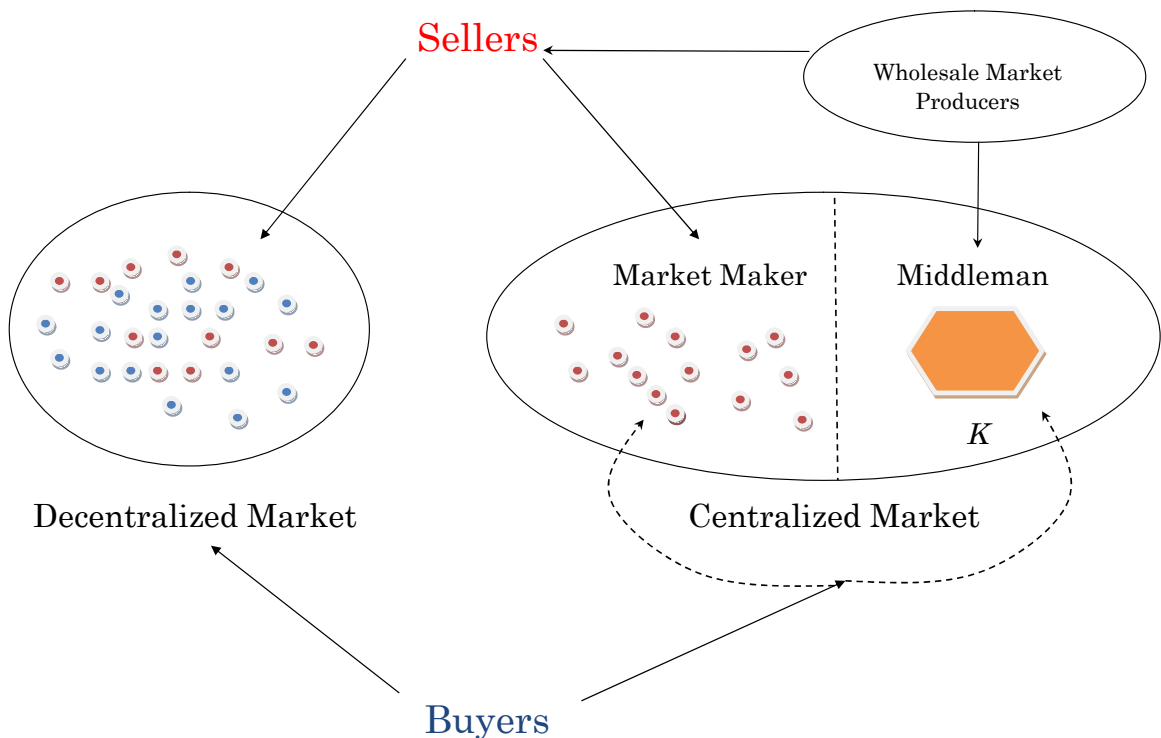 Sellers
Wholesale Market
Producers
Market Maker
Middleman
K
Decentralized Market
Centralized Market
Buyers